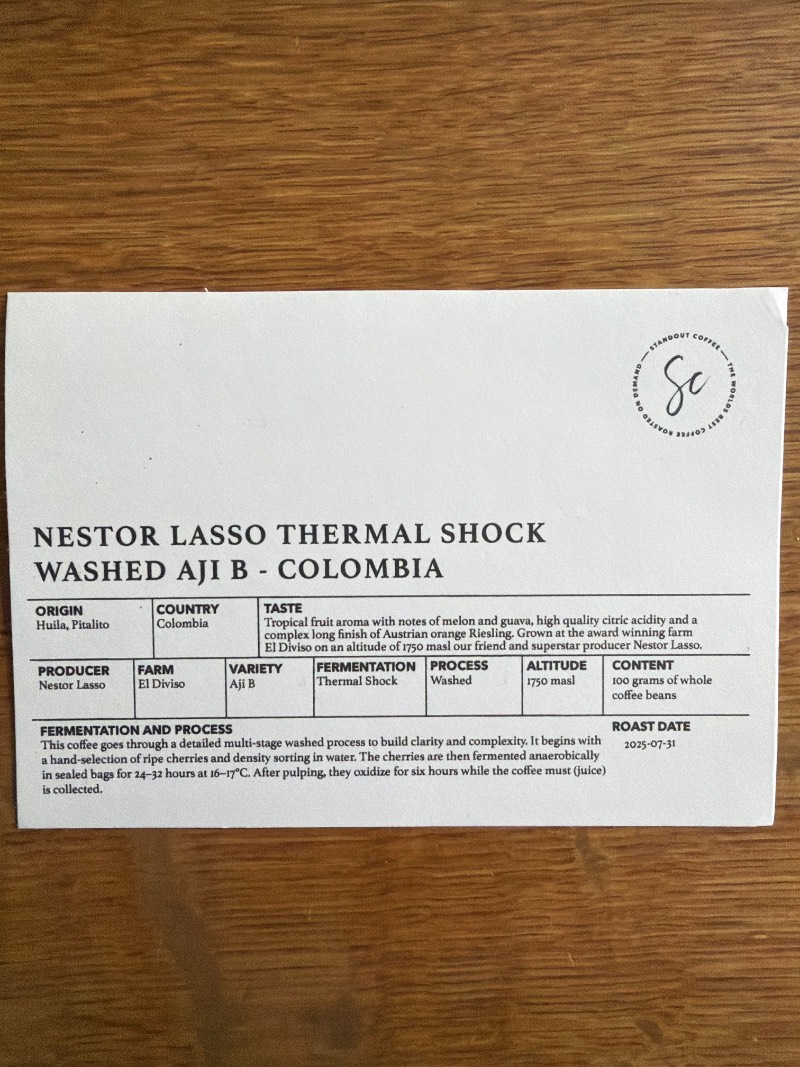 STANDOUT COFFEE — THE WORLDS BEST COFFEE ROASTED ON DEMAND —
Sc
NESTOR LASSO THERMAL SHOCK
WASHED AJI B - COLOMBIA
ORIGIN
Huila, Pitalito
COUNTRY
Colombia
TASTE
Tropical fruit aroma with notes of melon and guava, high quality citric acidity and a
complex long finish of Austrian orange Riesling. Grown at the award winning farm
El Diviso on an altitude of 1750 masl our friend and superstar producer Nestor Lasso.
PRODUCER
Nestor Lasso
FARM
El Diviso
VARIETY
Aji B
FERMENTATION
Thermal Shock
PROCESS
Washed
ALTITUDE
1750 masl
CONTENT
100 grams of whole
coffee beans
FERMENTATION AND PROCESS
This coffee goes through a detailed multi-stage washed process to build clarity and complexity. It begins with
a hand-selection of ripe cherries and density sorting in water. The cherries are then fermented anaerobically
in sealed bags for 24–32 hours at 16–17°C. After pulping, they oxidize for six hours while the coffee must (juice)
is collected.
ROAST DATE
2025-07-31